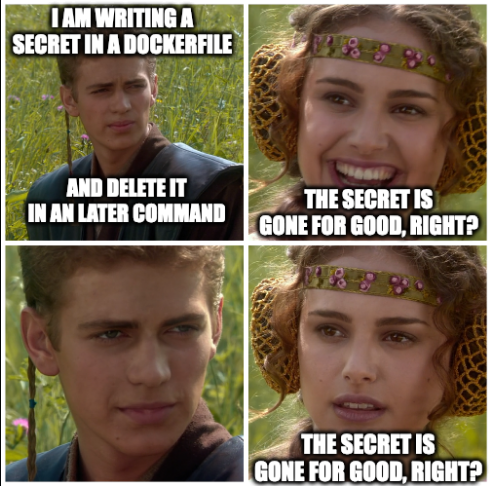 I AM WRITING A
SECRET IN A DOCKERFILE
AND DELETE IT
IN AN LATER COMMAND
THE SECRET IS
GONE FOR GOOD, RIGHT?
THE SECRET IS
GONE FOR GOOD, RIGHT?